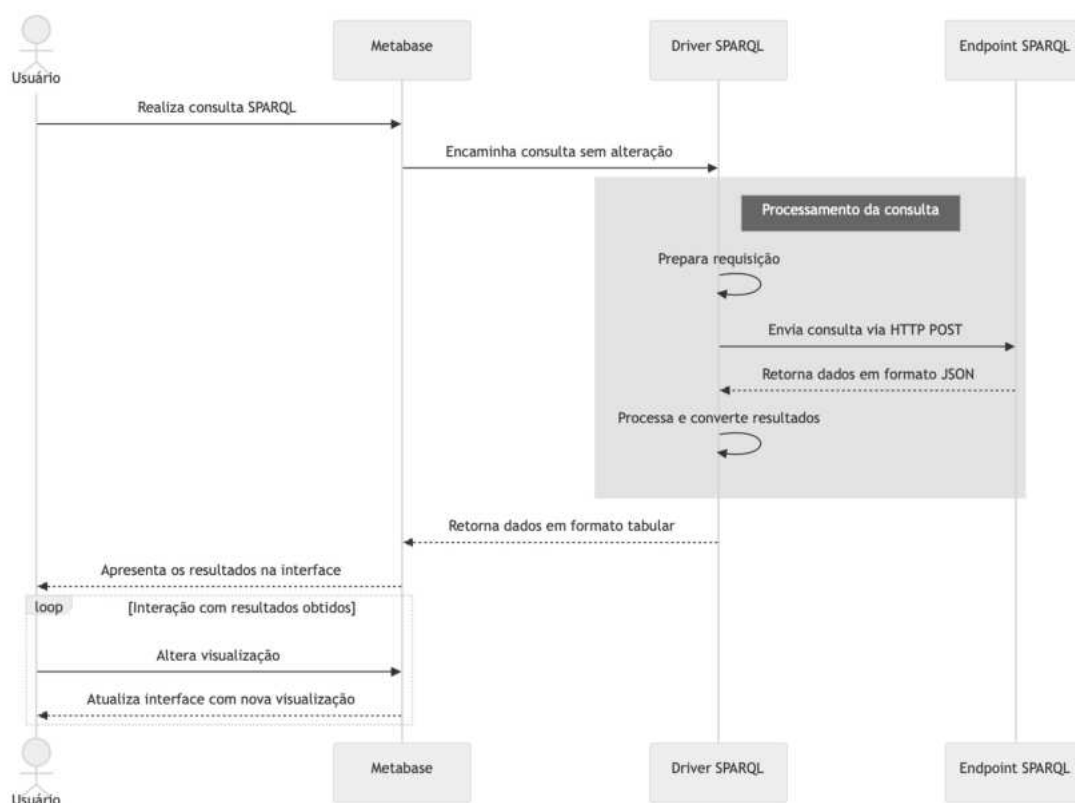 Usuário
Metabase
Driver SPARQL
Endpoint SPARQL
Realiza consulta SPARQL
Encaminha consulta sem alteração
Processamento da consulta
Prepara requisição
Envia consulta via HTTP POST
Retorna dados em formato JSON
Processa e converte resultados
Retorna dados em formato tabular
Apresenta os resultados na interface
loop
[Interação com resultados obtidos]
Altera visualização
Atualiza interface com nova visualização
Usuário
Metabase
Driver SPARQL
Endpoint SPARQL